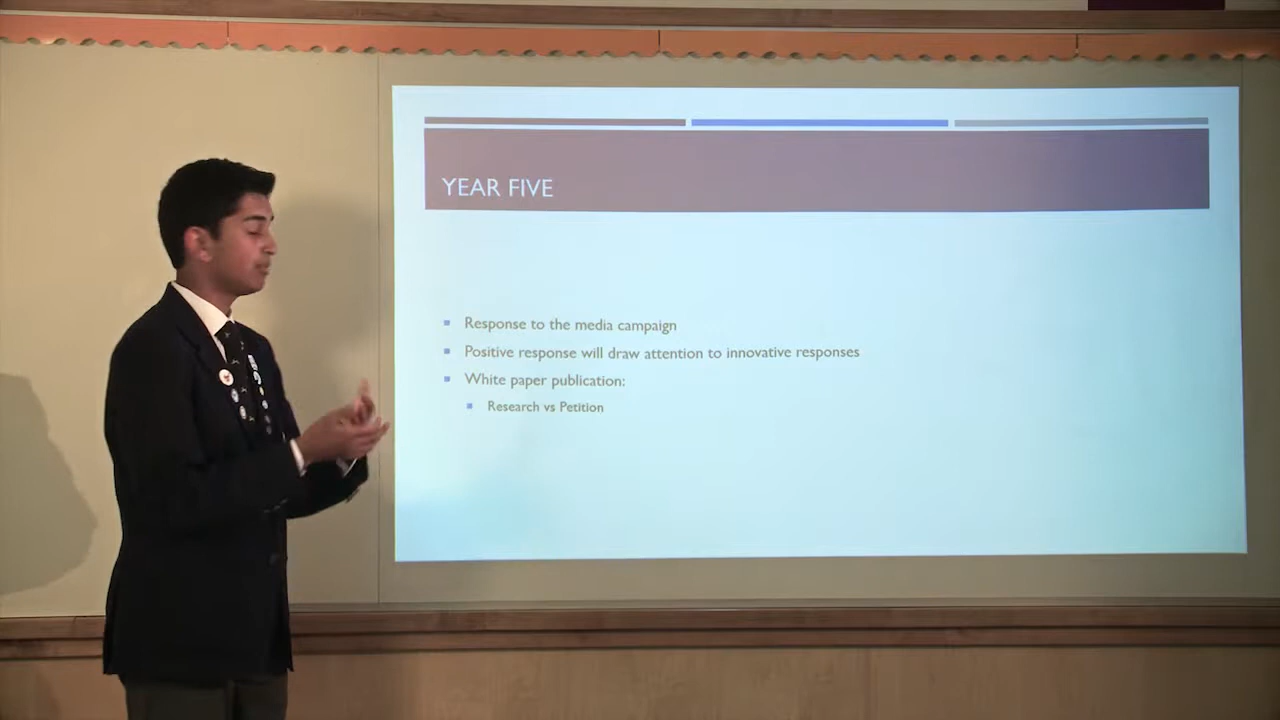 YEAR FIVE
Response to the media campaign
Positive response will draw attention to innovative responses
White paper publication:
Research vs Petition